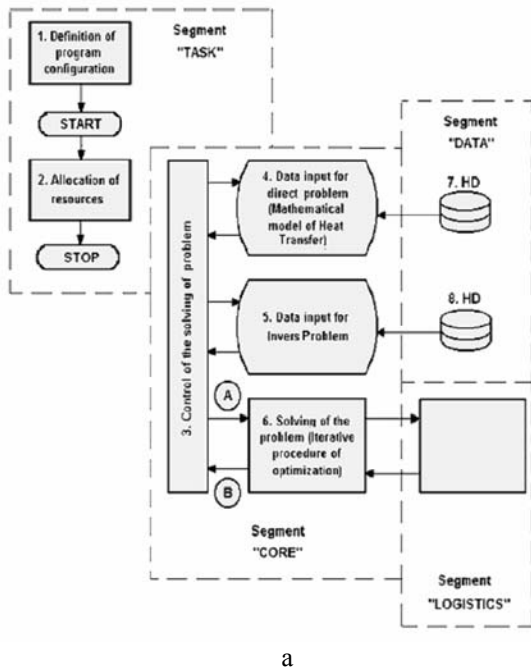 1. Definition of
program
configuration
Segment
"TASK"
START
2. Allocation of
resources
STOP
Segment
"DATA"
3. Control of the solving of problem
4. Data input for
direct problem
(Mathematical
model of Heat
Transfer)
7. HD
5. Data input for
Invers Problem
8. HD
A
6. Solving of the
problem (Iterative
procedure of
optimization)
B
Segment
"CORE"
Segment
"LOGISTICS"
a